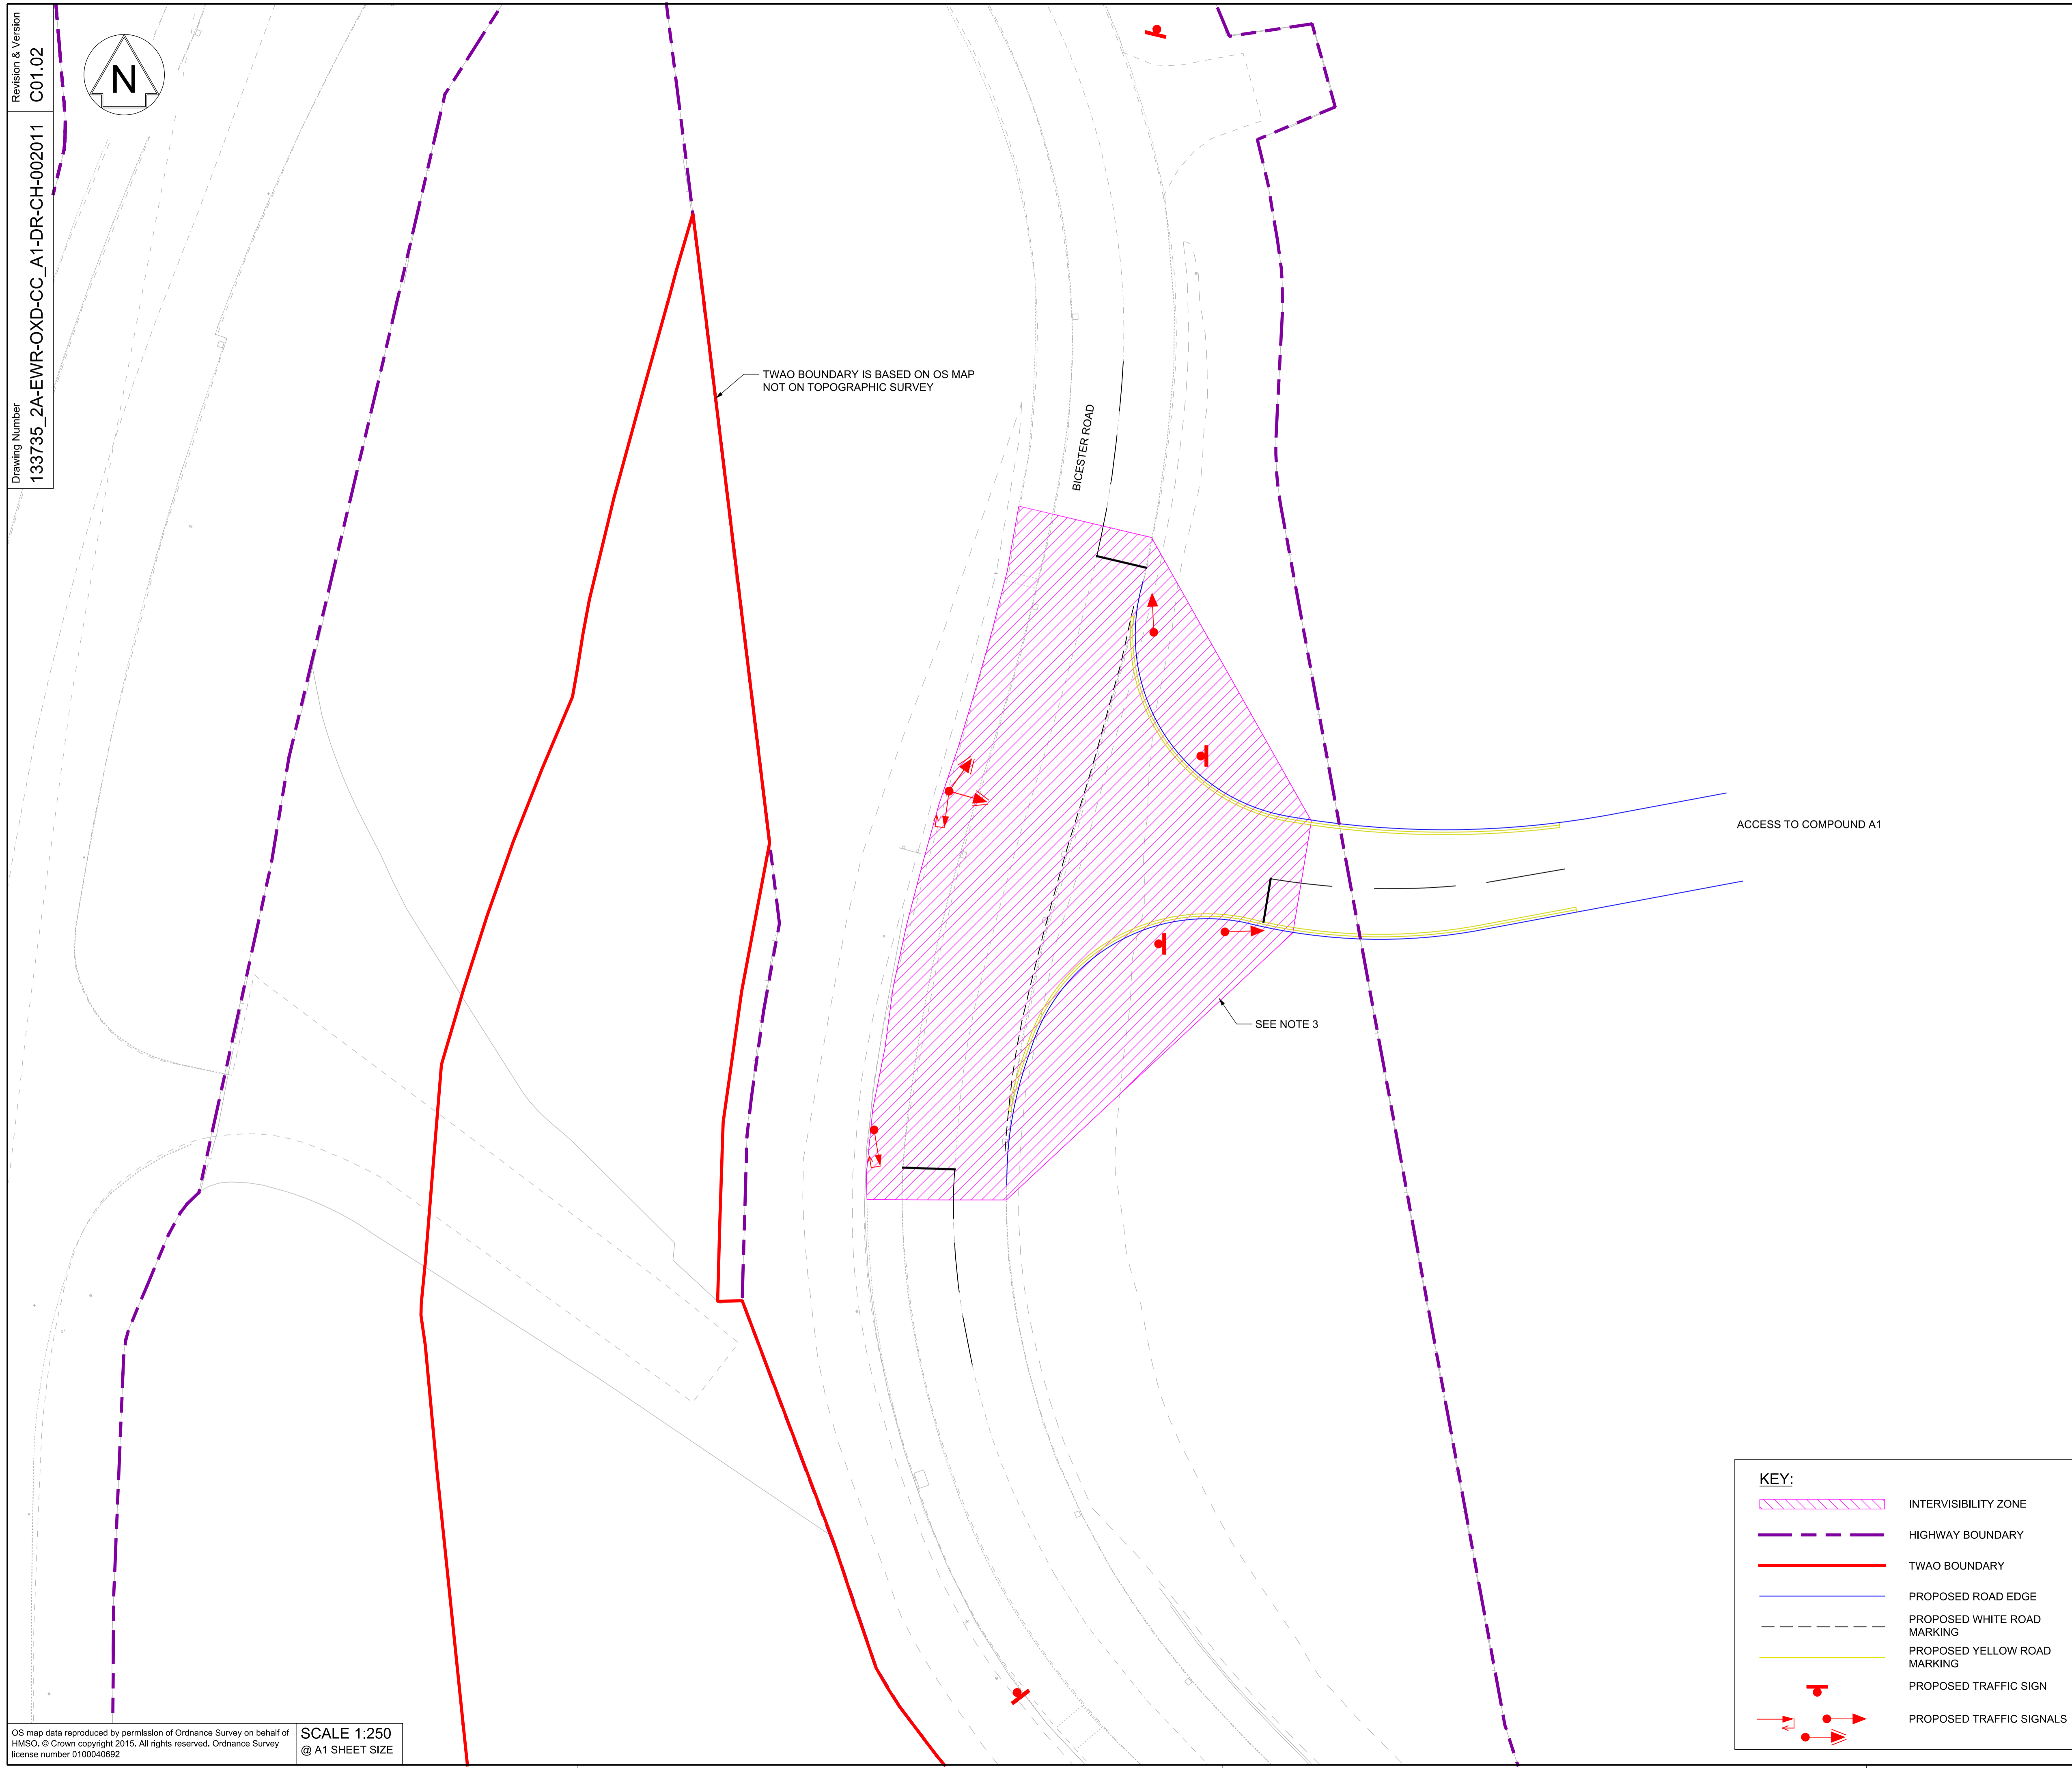 Revision & Version
C01.02
Drawing Number
133735_2A-EWR-OXD-CC_A1-DR-CH-002011
N
TWAO BOUNDARY IS BASED ON OS MAP
NOT ON TOPOGRAPHIC SURVEY
BICESTER ROAD
ACCESS TO COMPOUND A1
SEE NOTE 3
KEY:
INTERVISIBILITY ZONE
HIGHWAY BOUNDARY
TWAO BOUNDARY
PROPOSED ROAD EDGE
PROPOSED WHITE ROAD
MARKING
PROPOSED YELLOW ROAD
MARKING
PROPOSED TRAFFIC SIGN
PROPOSED TRAFFIC SIGNALS
OS map data reproduced by permission of Ordnance Survey on behalf of
HMSO. © Crown copyright 2015. All rights reserved. Ordnance Survey
license number 0100040692
SCALE 1:250
@ A1 SHEET SIZE